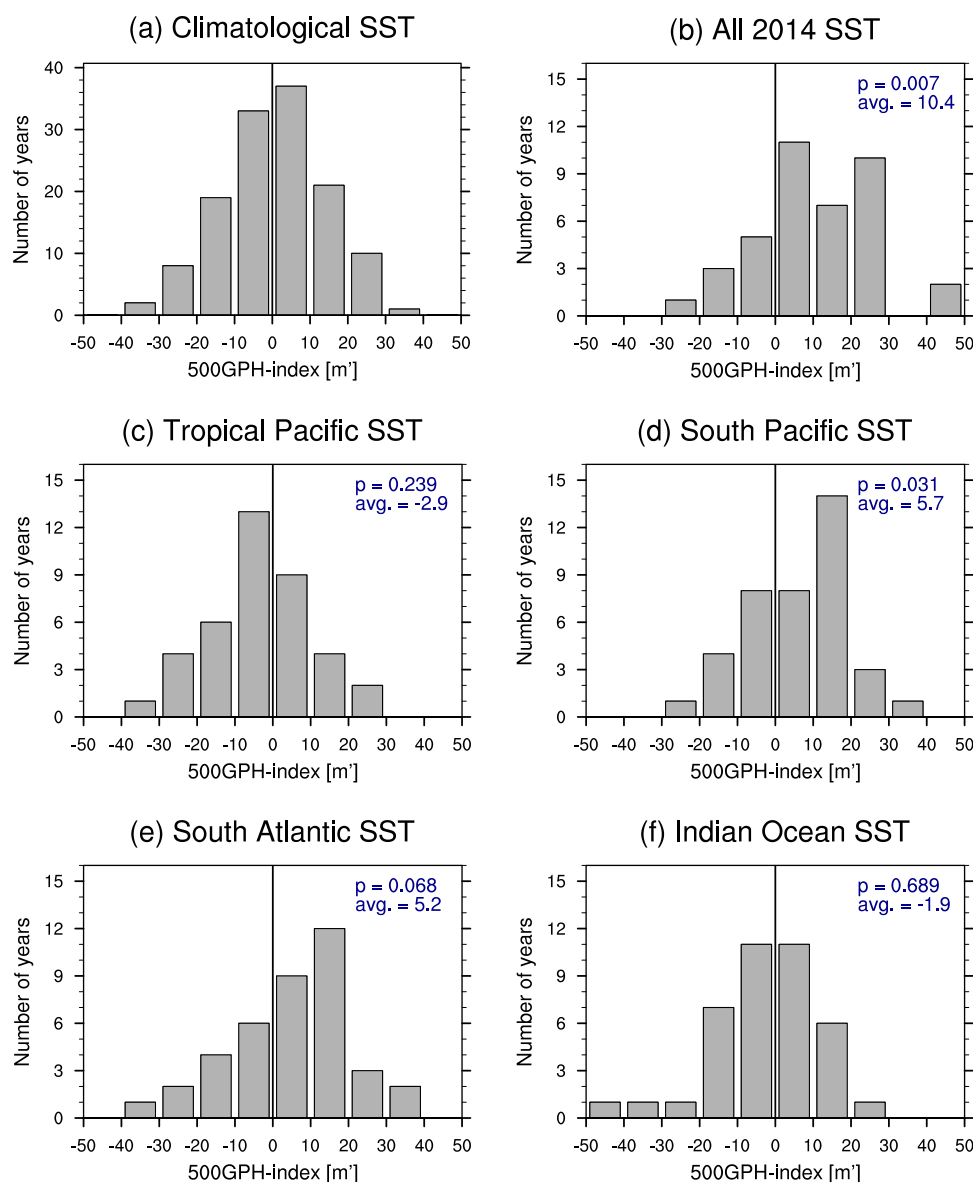 (a) Climatological SST
Number of years
40
30
20
10
0
-50 -40 -30 -20 -10 0 10 20 30 40 50
500GPH-index [m']
(b) All 2014 SST
p = 0.007
avg. = 10.4
Number of years
15
12
9
6
3
0
-50 -40 -30 -20 -10 0 10 20 30 40 50
500GPH-index [m']
(c) Tropical Pacific SST
p = 0.239
avg. = -2.9
Number of years
15
12
9
6
3
0
-50 -40 -30 -20 -10 0 10 20 30 40 50
500GPH-index [m']
(d) South Pacific SST
p = 0.031
avg. = 5.7
Number of years
15
12
9
6
3
0
-50 -40 -30 -20 -10 0 10 20 30 40 50
500GPH-index [m']
(e) South Atlantic SST
p = 0.068
avg. = 5.2
Number of years
15
12
9
6
3
0
-50 -40 -30 -20 -10 0 10 20 30 40 50
500GPH-index [m']
(f) Indian Ocean SST
p = 0.689
avg. = -1.9
Number of years
15
12
9
6
3
0
-50 -40 -30 -20 -10 0 10 20 30 40 50
500GPH-index [m']